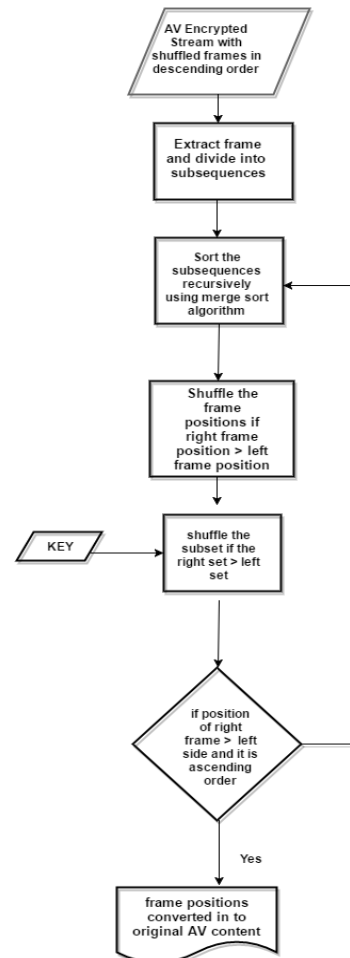 AV Encrypted
Stream with
shuffled frames in
descending order
Extract frame
and divide into
subsequences
Sort the
subsequences
recursively
using merge sort
algorithm
Shuffle the
frame
positions if
right frame
position > left
frame position
KEY
shuffle the
subset if the
right set > left
set
if position
of right
frame > left
side and it is
ascending
order
Yes
frame positions
converted in to
original AV content